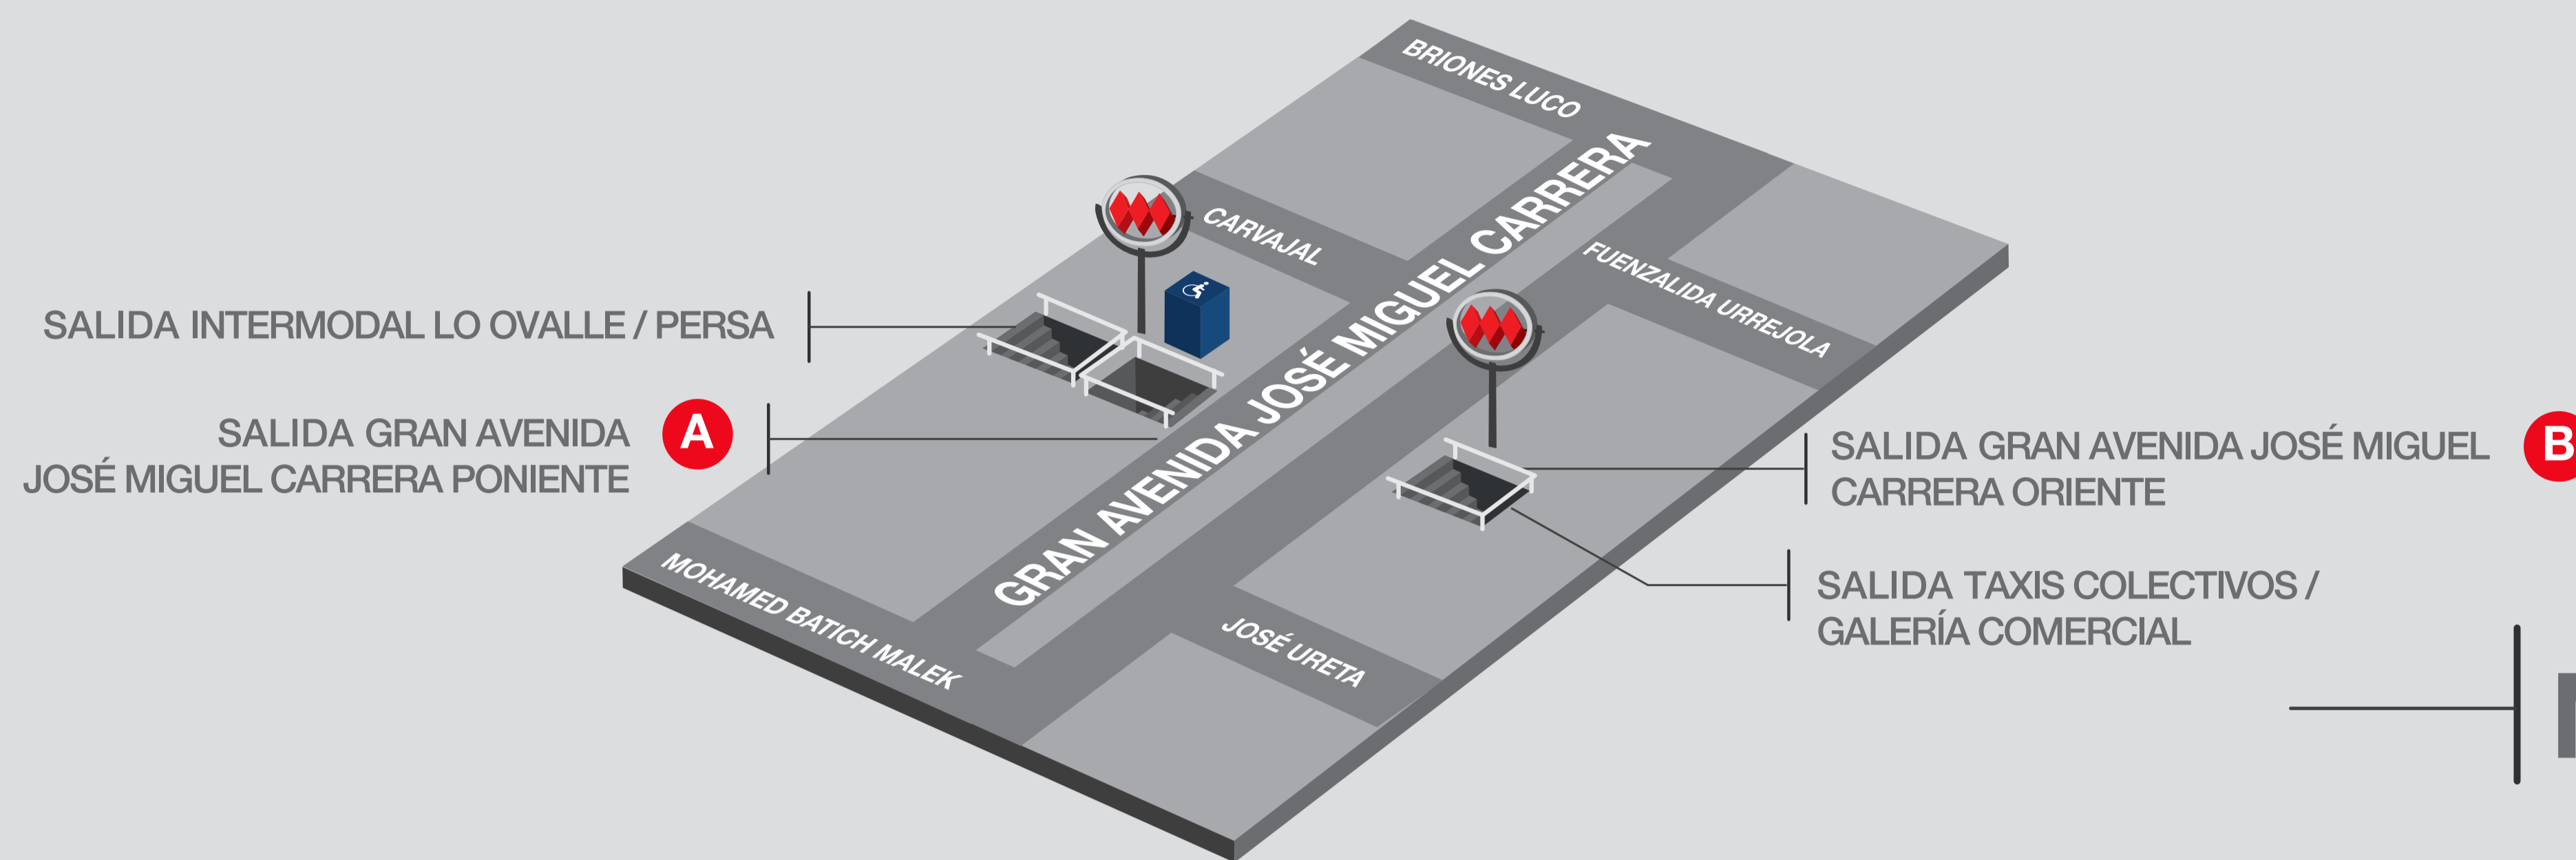 BRIONES LUCO
CARVAJAL
GRAN AVENIDA JOSÉ MIGUEL CARRERA
FUENZALIDA URREJOLA
SALIDA INTERMODAL LO OVALLE / PERSA
SALIDA GRAN AVENIDA
JOSÉ MIGUEL CARRERA PONIENTE
A
SALIDA GRAN AVENIDA JOSÉ MIGUEL
CARRERA ORIENTE
B
SALIDA TAXIS COLECTIVOS /
GALERÍA COMERCIAL
MOHAMED BATICH MALEK
JOSÉ URETA